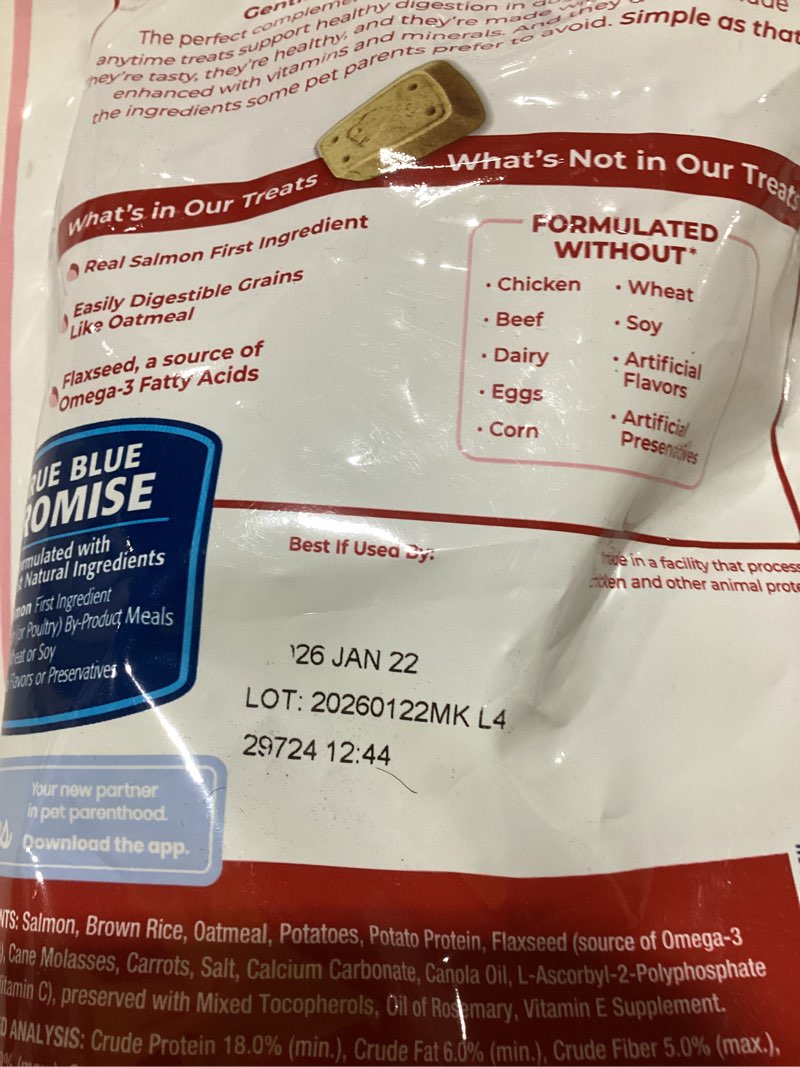 The perfect
anytime treats support healthy digestion in
they're tasty, they're healthy, and they're made
enhanced with vitamins and minerals. And they
the ingredients some pet parents prefer to avoid. Simple as that
What's in Our Treats
Real Salmon First Ingredient
Easily Digestible Grains
Like Oatmeal
Flaxseed, a source of
Omega-3 Fatty Acids
What's Not in Our Treats
FORMULATED
WITHOUT*
• Chicken
• Beef
• Dairy
• Eggs
• Corn
• Wheat
• Soy
• Artificial
Flavors
• Artificial
Preservatives
RUE BLUE
ROMISE
rmulated with
t Natural Ingredients
mon First Ingredient
(or Poultry) By-Product Meals
eat or Soy
Flavors or Preservatives
Best If Used By:
*made in a facility that process
chicken and other animal prote
'26 JAN 22
LOT: 20260122MK L4
29724 12:44
Your new partner
in pet parenthood.
Download the app.
NTS: Salmon, Brown Rice, Oatmeal, Potatoes, Potato Protein, Flaxseed (source of Omega-3
), Cane Molasses, Carrots, Salt, Calcium Carbonate, Canola Oil, L-Ascorbyl-2-Polyphosphate
itamin C), preserved with Mixed Tocopherols, Oil of Rosemary, Vitamin E Supplement.
D ANALYSIS: Crude Protein 18.0% (min.), Crude Fat 6.0% (min.), Crude Fiber 5.0% (max.),